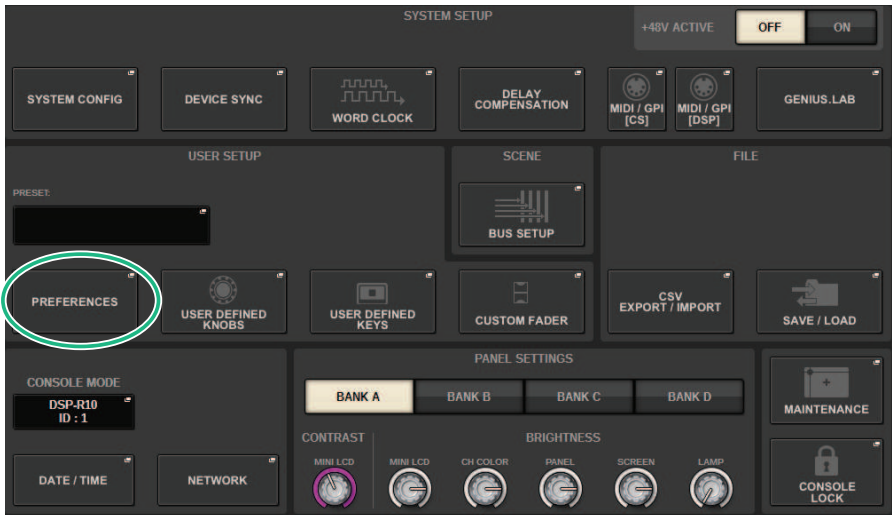 SYSTEM SETUP
+48V ACTIVE
OFF
ON
SYSTEM CONFIG
DEVICE SYNC
WORD CLOCK
DELAY
COMPENSATION
MIDI / GPI
[CS]
MIDI / GPI
[DSP]
GENIUS.LAB
USER SETUP
SCENE
FILE
PRESET:
BUS SETUP
PREFERENCES
USER DEFINED
KNOBS
USER DEFINED
KEYS
CUSTOM FADER
CSV
EXPORT / IMPORT
SAVE / LOAD
CONSOLE MODE
DSP-R10
ID : 1
PANEL SETTINGS
BANK A
BANK B
BANK C
BANK D
MAINTENANCE
CONTRAST
BRIGHTNESS
MINI LCD
MINI LCD
CH COLOR
PANEL
SCREEN
LAMP
DATE / TIME
NETWORK
CONSOLE
LOCK